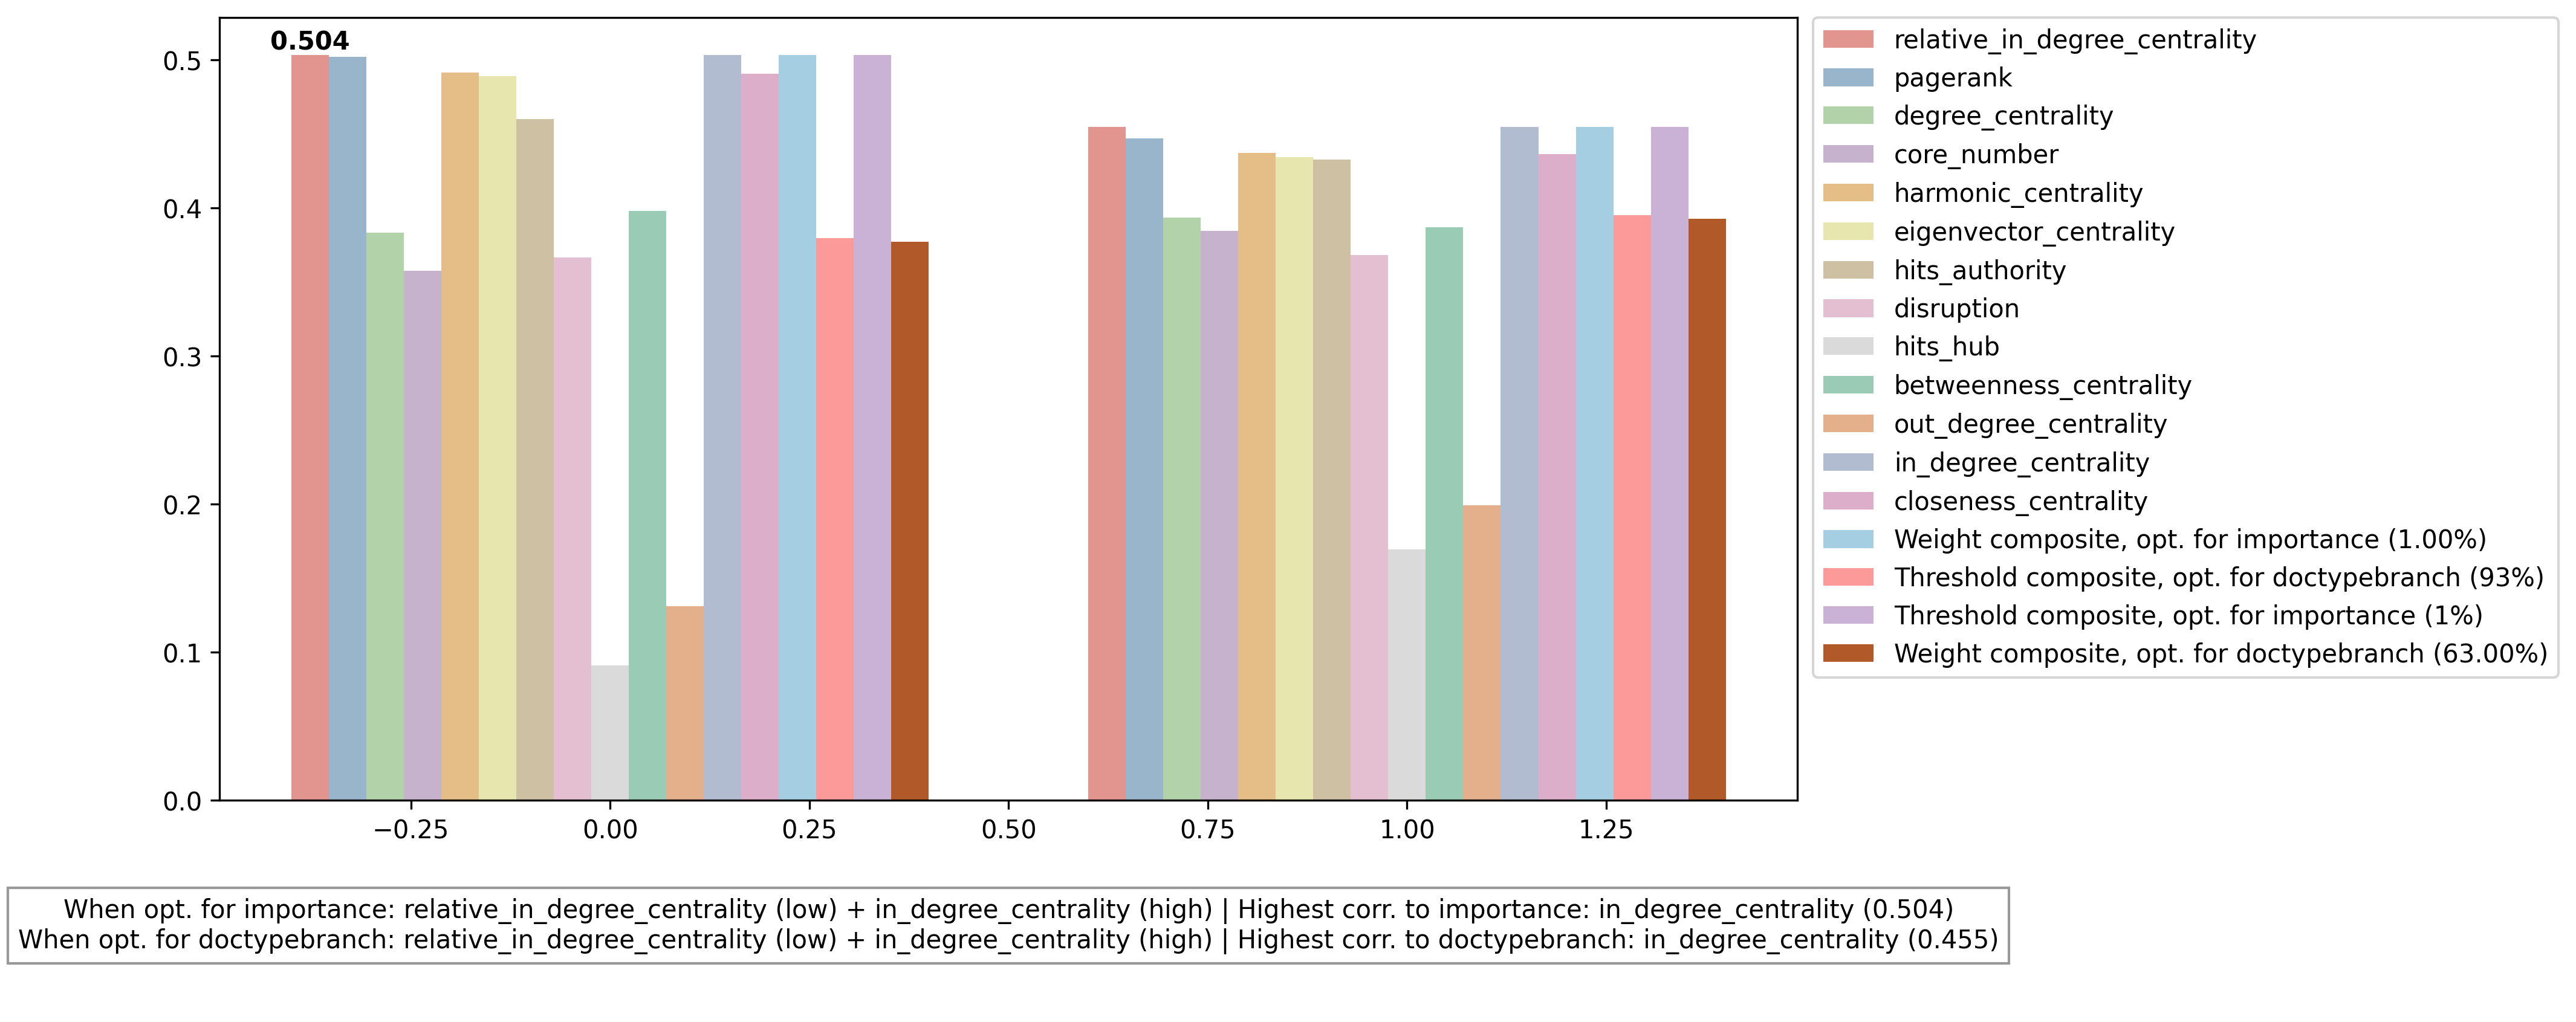 0.504
0.5
0.4
0.3
0.2
0.1
0.0
−0.25
0.00
0.25
0.50
0.75
1.00
1.25
relative_in_degree_centrality
pagerank
degree_centrality
core_number
harmonic_centrality
eigenvector_centrality
hits_authority
disruption
hits_hub
betweenness_centrality
out_degree_centrality
in_degree_centrality
closeness_centrality
Weight composite, opt. for importance (1.00%)
Threshold composite, opt. for doctypebranch (93%)
Threshold composite, opt. for importance (1%)
Weight composite, opt. for doctypebranch (63.00%)
When opt. for importance: relative_in_degree_centrality (low) + in_degree_centrality (high) | Highest corr. to importance: in_degree_centrality (0.504)
When opt. for doctypebranch: relative_in_degree_centrality (low) + in_degree_centrality (high) | Highest corr. to doctypebranch: in_degree_centrality (0.455)